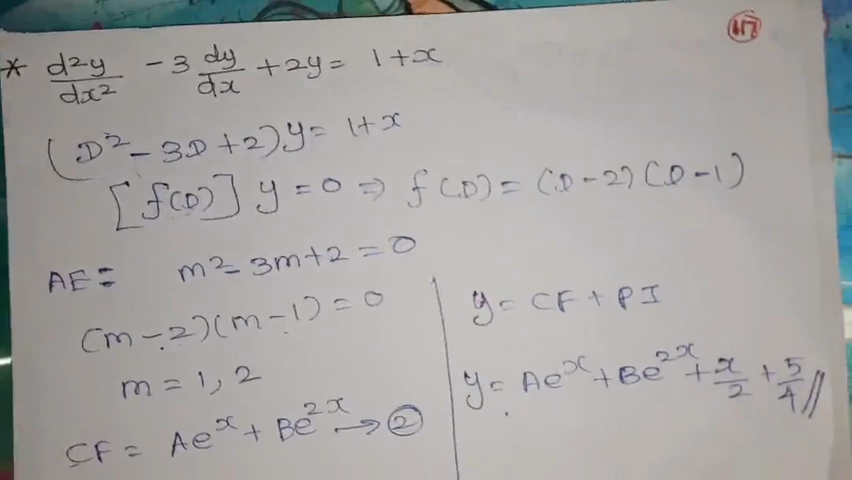 * d²y/dx² - 3 dy/dx + 2y = 1+x
(D² - 3D + 2)y = 1+x
[f(D)] y = 0 ⇒ f(D) = (D-2)(D-1)
AE: m² - 3m + 2 = 0
(m-2)(m-1) = 0
m = 1, 2
CF = Ae^x + Be^2x → ②
y = CF + PI
y = Ae^x + Be^2x + x/2 + 5/4 //